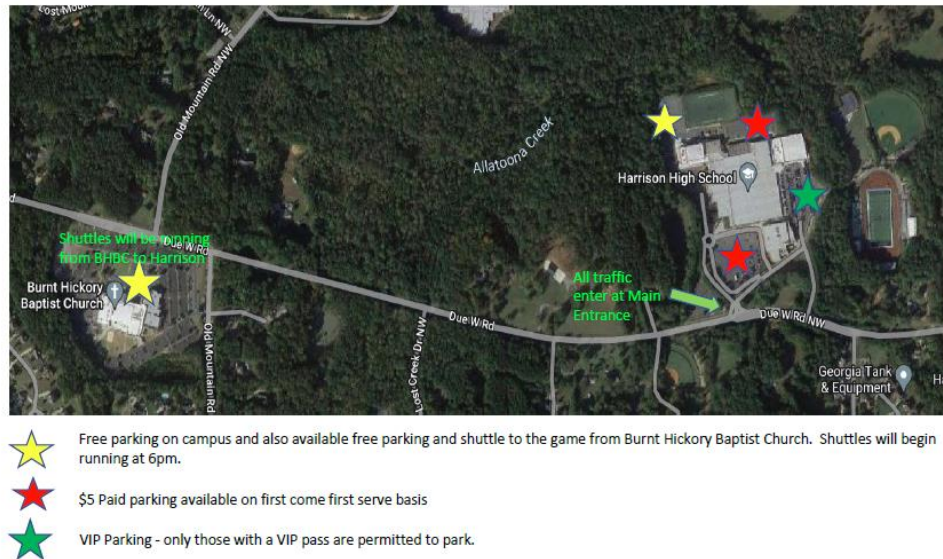 Lost Mou
n Ln NW
Old Mountain Rd NW
Allatoona Creek
Harrison High School
d
Shuttles will be running
from BHBC to Harrison
Due W Rd
Burnt Hickory
Baptist Church
All traffic
enter at Main
Entrance
Due W Rd
Due W Rd NW
Old Mountain Rd
Lost Creek Dr NW
Georgia Tank
& Equipment
Ha
Free parking on campus and also available free parking and shuttle to the game from Burnt Hickory Baptist Church. Shuttles will begin
running at 6pm.
$5 Paid parking available on first come first serve basis
VIP Parking - only those with a VIP pass are permitted to park.